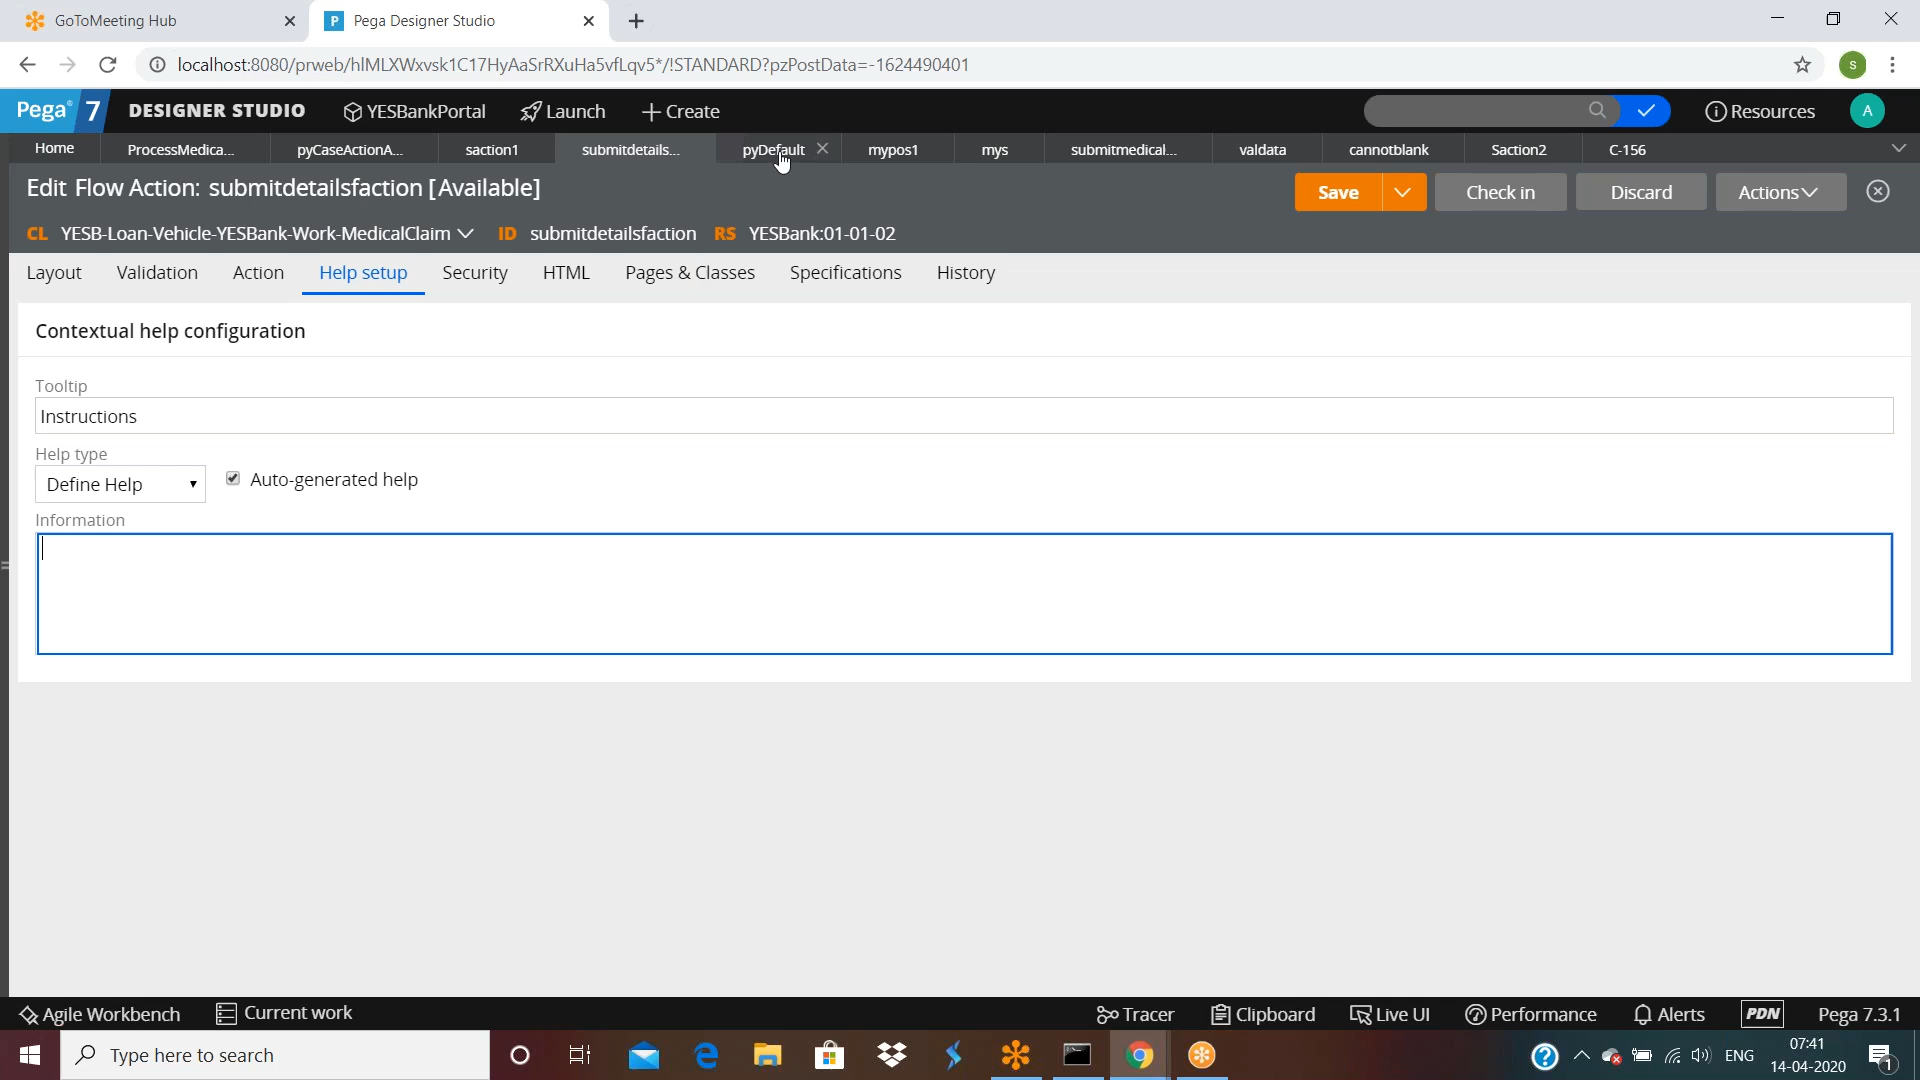 GoToMeeting Hub
P Pega Designer Studio
localhost:8080/prweb/hIMLXWxvsk1C17HyAaSrRXuHa5vfLqv5*/!STANDARD?pzPostData=-1624490401
s
Pega 7 DESIGNER STUDIO YESBankPortal Launch Create Resources A
Home ProcessMedica... pyCaseActionA... saction1 submitdetails... pyDefault mypos1 mys submitmedical... valdata cannotblank Saction2 C-156
Edit Flow Action: submitdetailsfaction [Available] Save Check in Discard Actions
CL YESB-Loan-Vehicle-YESBank-Work-MedicalClaim ID submitdetailsfaction RS YESBank:01-01-02
Layout Validation Action Help setup Security HTML Pages & Classes Specifications History
Contextual help configuration
Tooltip
Instructions
Help type
Define Help Auto-generated help
Information
Agile Workbench Current work Tracer Clipboard Live UI Performance Alerts PDN Pega 7.3.1
Type here to search ENG 07:41
14-04-2020 1